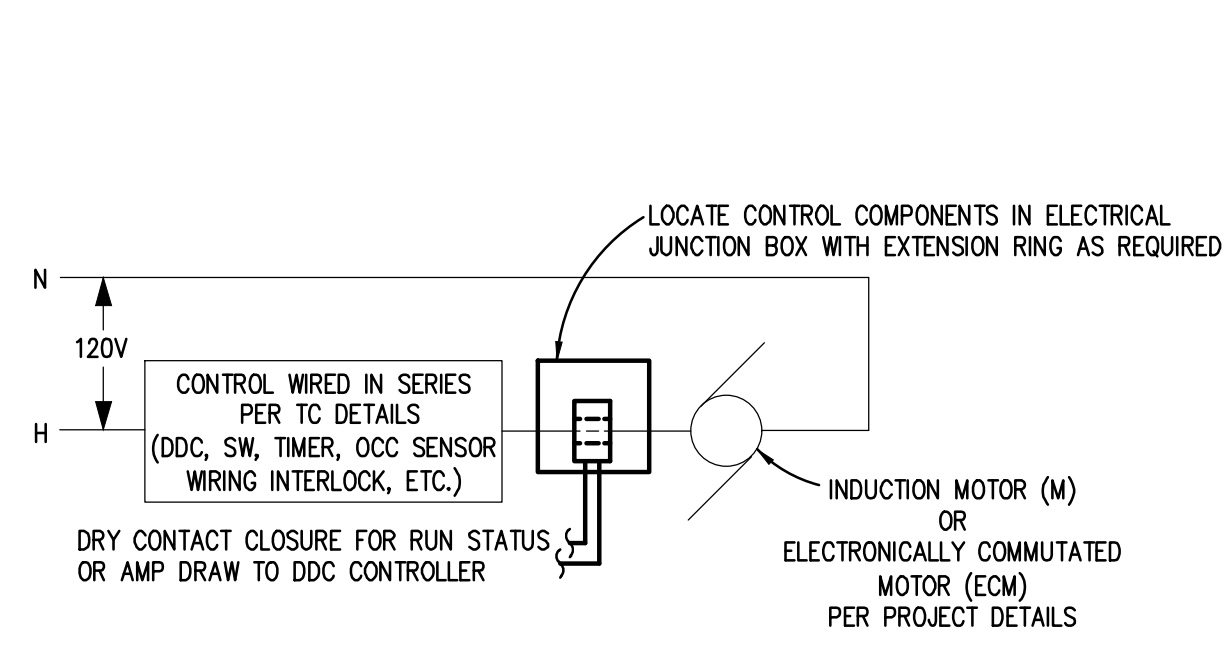 LOCATE CONTROL COMPONENTS IN ELECTRICAL
JUNCTION BOX WITH EXTENSION RING AS REQUIRED
N
120V
H
CONTROL WIRED IN SERIES
PER TC DETAILS
(DDC, SW, TIMER, OCC SENSOR
WIRING INTERLOCK, ETC.)
DRY CONTACT CLOSURE FOR RUN STATUS
OR AMP DRAW TO DDC CONTROLLER
INDUCTION MOTOR (M)
OR
ELECTRONICALLY COMMUTATED
MOTOR (ECM)
PER PROJECT DETAILS